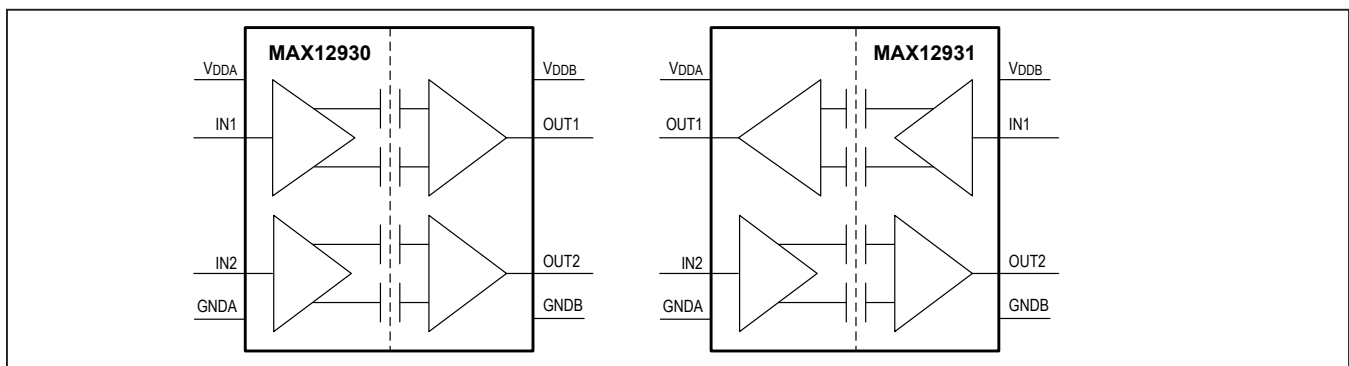 MAX12930
VDDA
VDDB
IN1
OUT1
IN2
OUT2
GNDA
GNDB
MAX12931
VDDA
VDDB
OUT1
IN1
IN2
OUT2
GNDA
GNDB